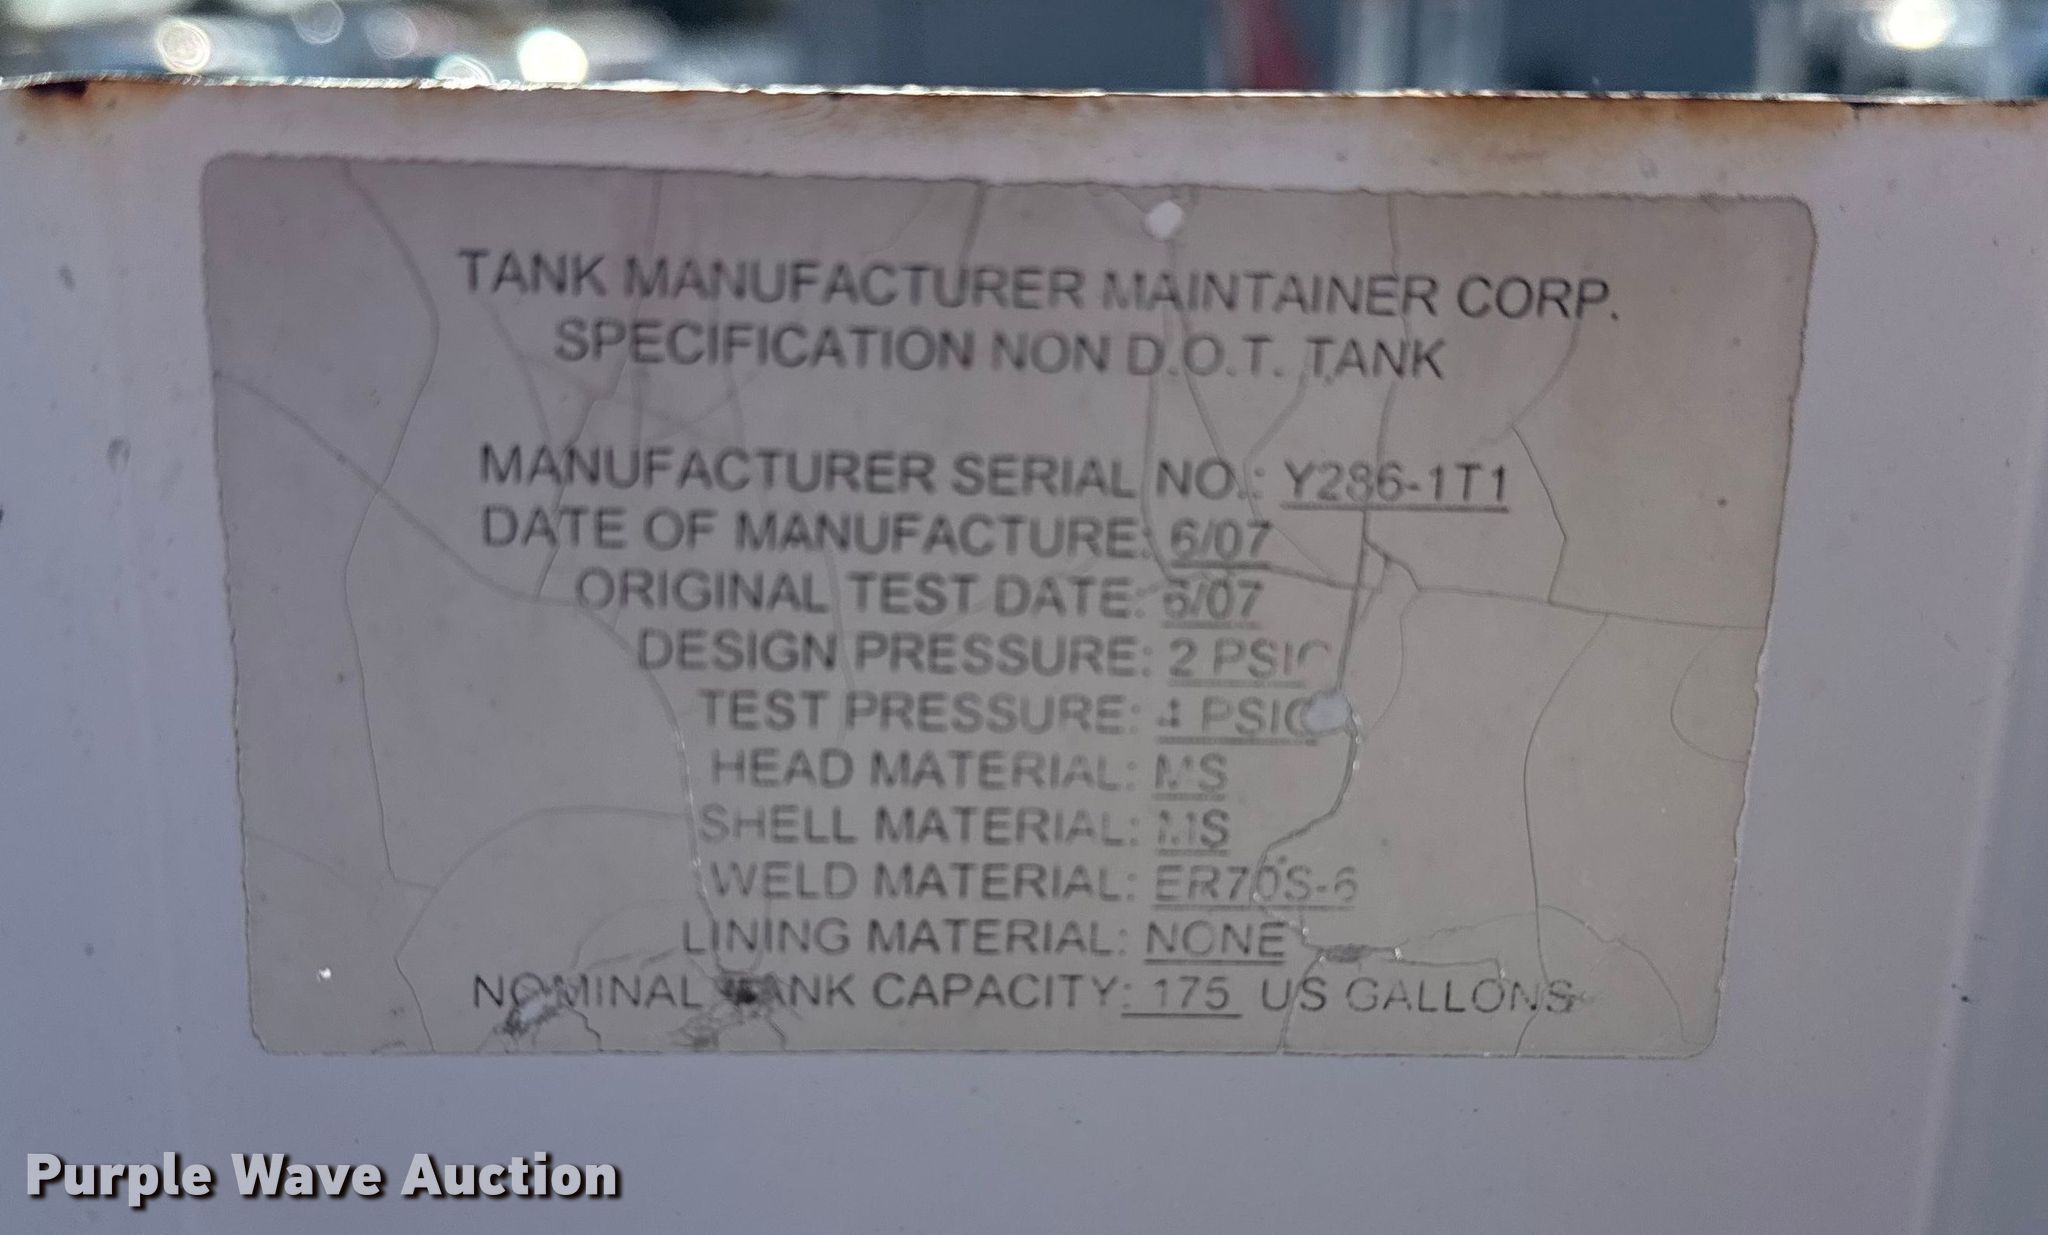 TANK MANUFACTURER MAINTAINER CORP.
SPECIFICATION NON D.O.T. TANK
MANUFACTURER SERIAL NO.: Y286-1T1
DATE OF MANUFACTURE: 6/07
ORIGINAL TEST DATE: 6/07
DESIGN PRESSURE: 2 PSIG
TEST PRESSURE: 4 PSIG
HEAD MATERIAL: MS
SHELL MATERIAL: MS
WELD MATERIAL: ER70S-6
LINING MATERIAL: NONE
NOMINAL TANK CAPACITY: 175 US GALLONS
Purple Wave Auction